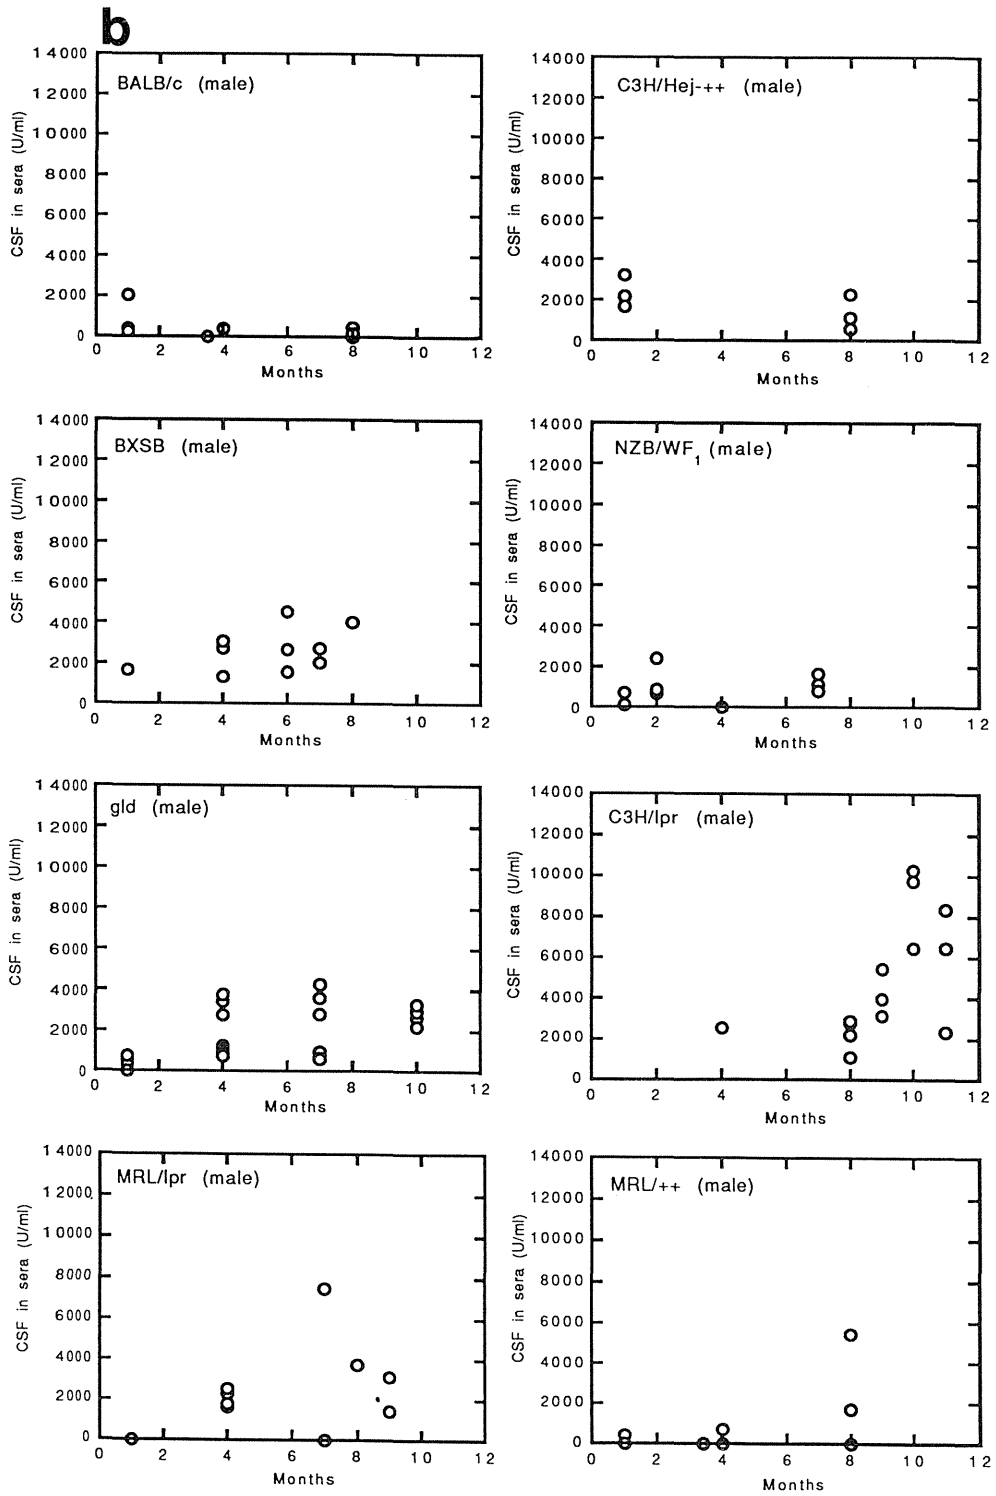 b
BALB/c (male)
CSF in sera (U/ml)
14000
12000
10000
8000
6000
4000
2000
0
0 2 4 6 8 10 12
Months
C3H/Hej-++ (male)
CSF in sera (U/ml)
14000
12000
10000
8000
6000
4000
2000
0
0 2 4 6 8 10 12
Months
BXSB (male)
CSF in sera (U/ml)
14000
12000
10000
8000
6000
4000
2000
0
0 2 4 6 8 10 12
Months
NZB/WF1 (male)
CSF in sera (U/ml)
14000
12000
10000
8000
6000
4000
2000
0
0 2 4 6 8 10 12
Months
gld (male)
CSF in sera (U/ml)
14000
12000
10000
8000
6000
4000
2000
0
0 2 4 6 8 10 12
Months
C3H/lpr (male)
CSF in sera (U/ml)
14000
12000
10000
8000
6000
4000
2000
0
0 2 4 6 8 10 12
Months
MRL/lpr (male)
CSF in sera (U/ml)
14000
12000
10000
8000
6000
4000
2000
0
0 2 4 6 8 10 12
Months
MRL/++ (male)
CSF in sera (U/ml)
14000
12000
10000
8000
6000
4000
2000
0
0 2 4 6 8 10 12
Months